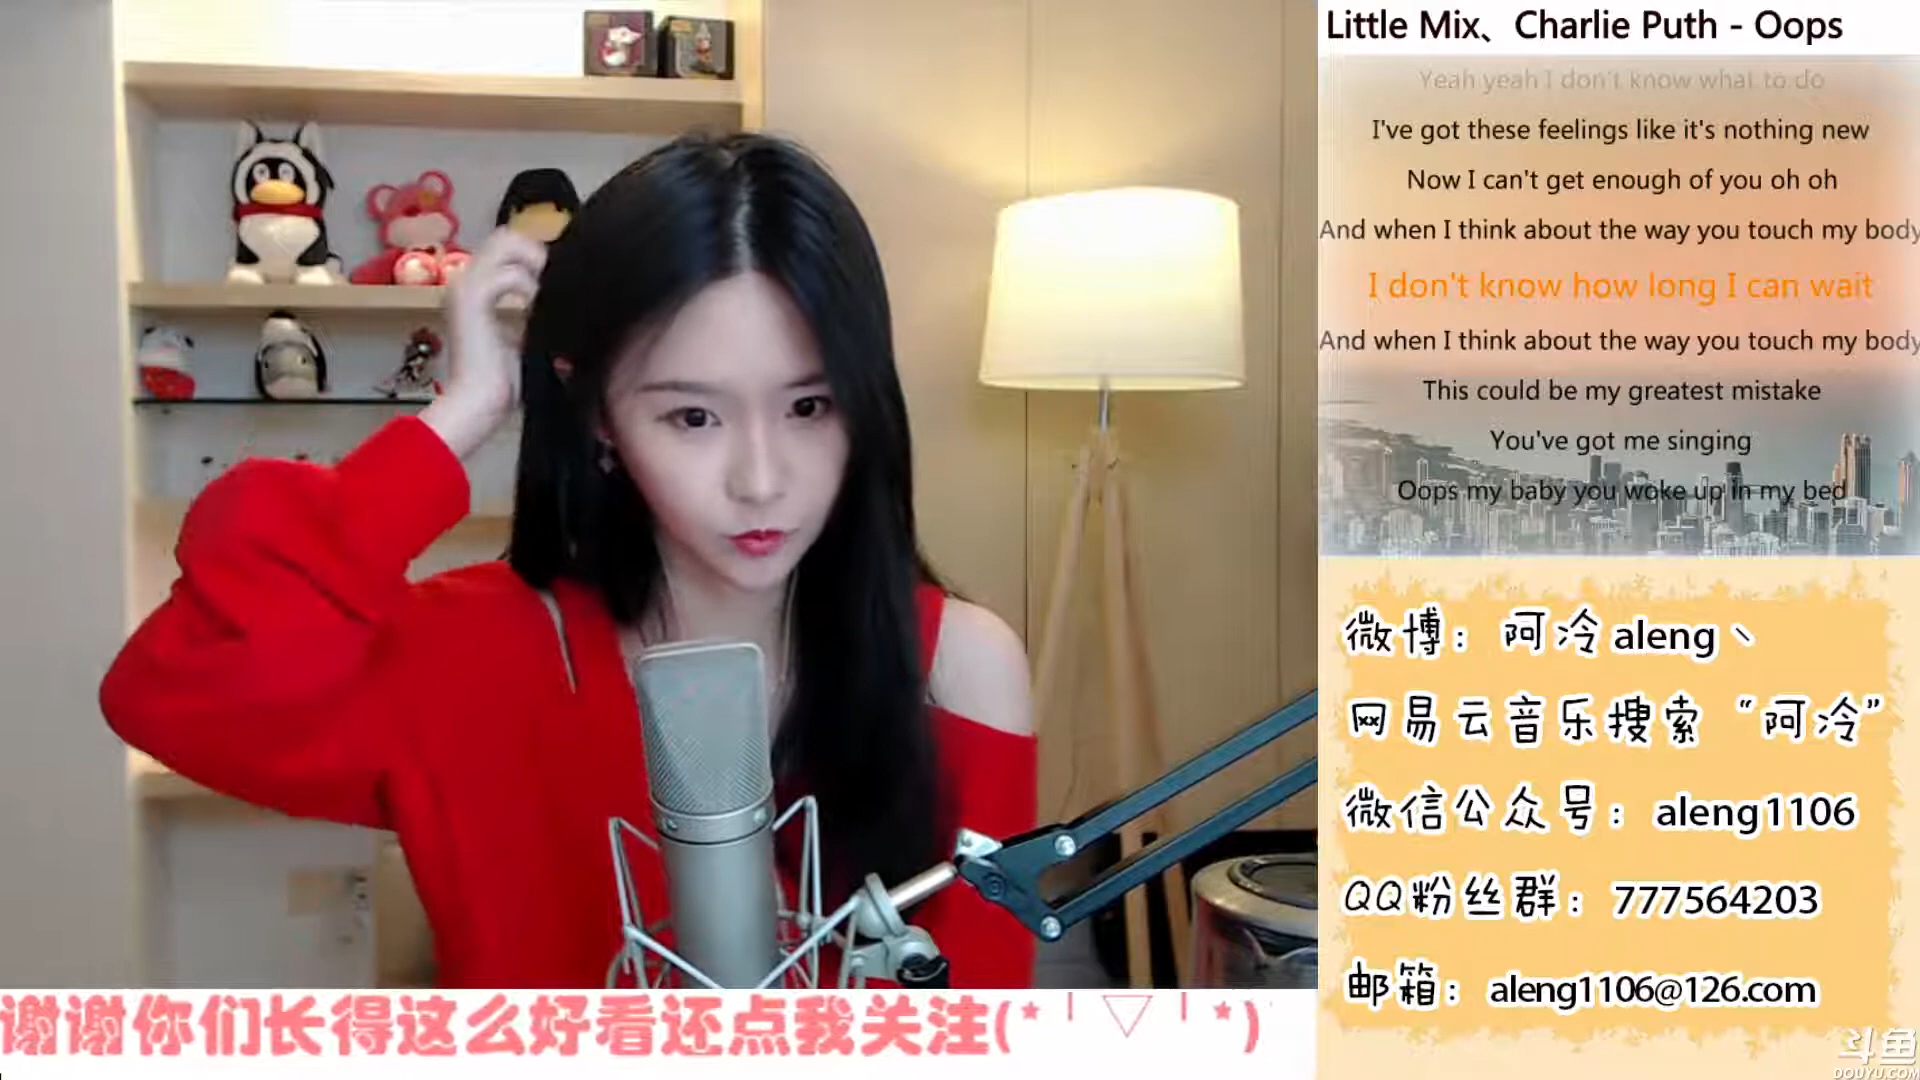 Little Mix、Charlie Puth - Oops
Yeah yeah I don't know what to do
I've got these feelings like it's nothing new
Now I can't get enough of you oh oh
And when I think about the way you touch my body
I don't know how long I can wait
And when I think about the way you touch my body
This could be my greatest mistake
You've got me singing
Oops my baby you woke up in my bed
微博：阿冷aleng丶
网易云音乐搜索“阿冷”
微信公众号：aleng1106
QQ粉丝群：777564203
邮箱：aleng1106@126.com
谢谢你们长得这么好看还点我关注(*╹▽╹*)
斗鱼
DOUYU.COM